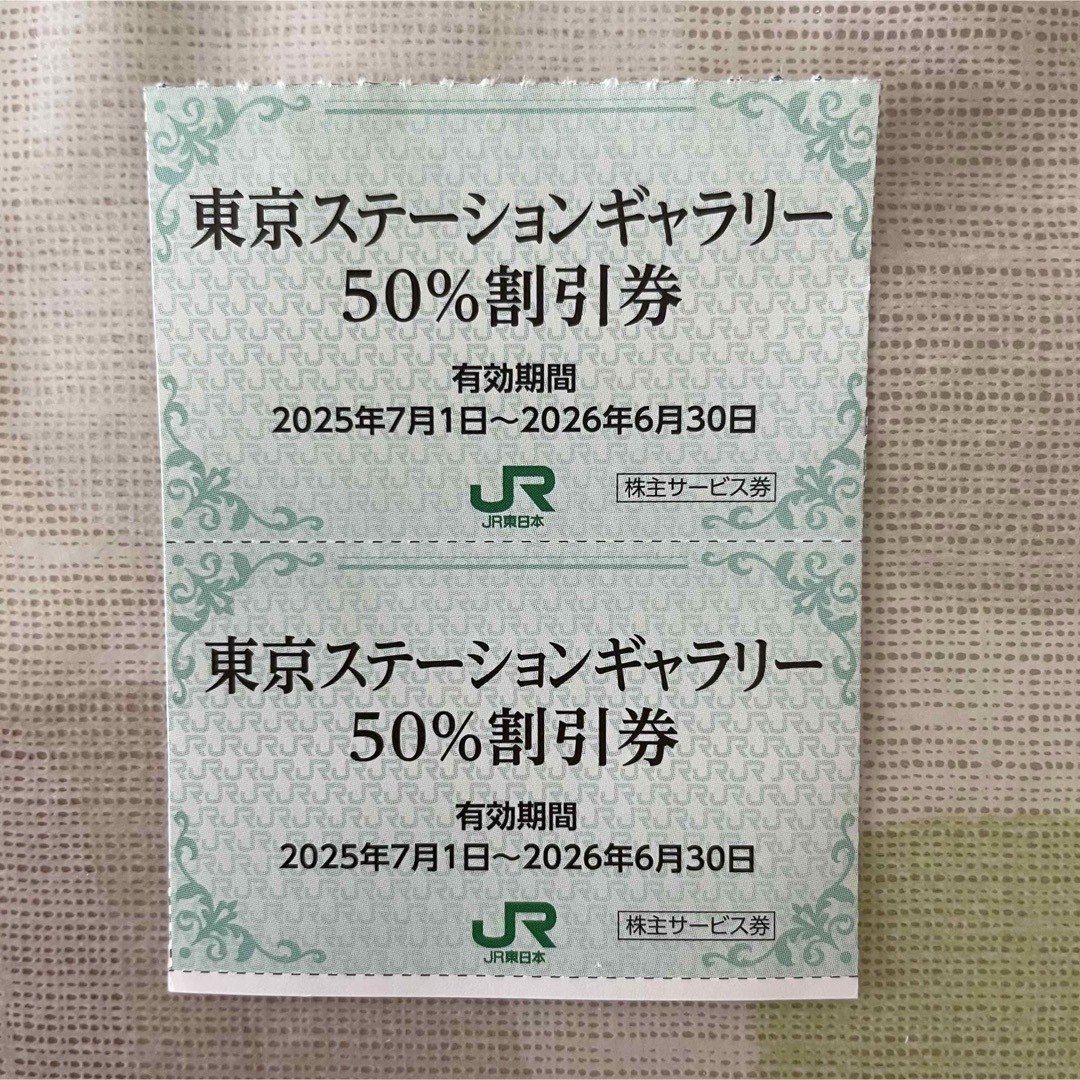 東京ステーションギャラリー
50%割引券
有効期間
2025年7月1日～2026年6月30日
JR
JR東日本
株主サービス券
東京ステーションギャラリー
50%割引券
有効期間
2025年7月1日～2026年6月30日
JR
JR東日本
株主サービス券